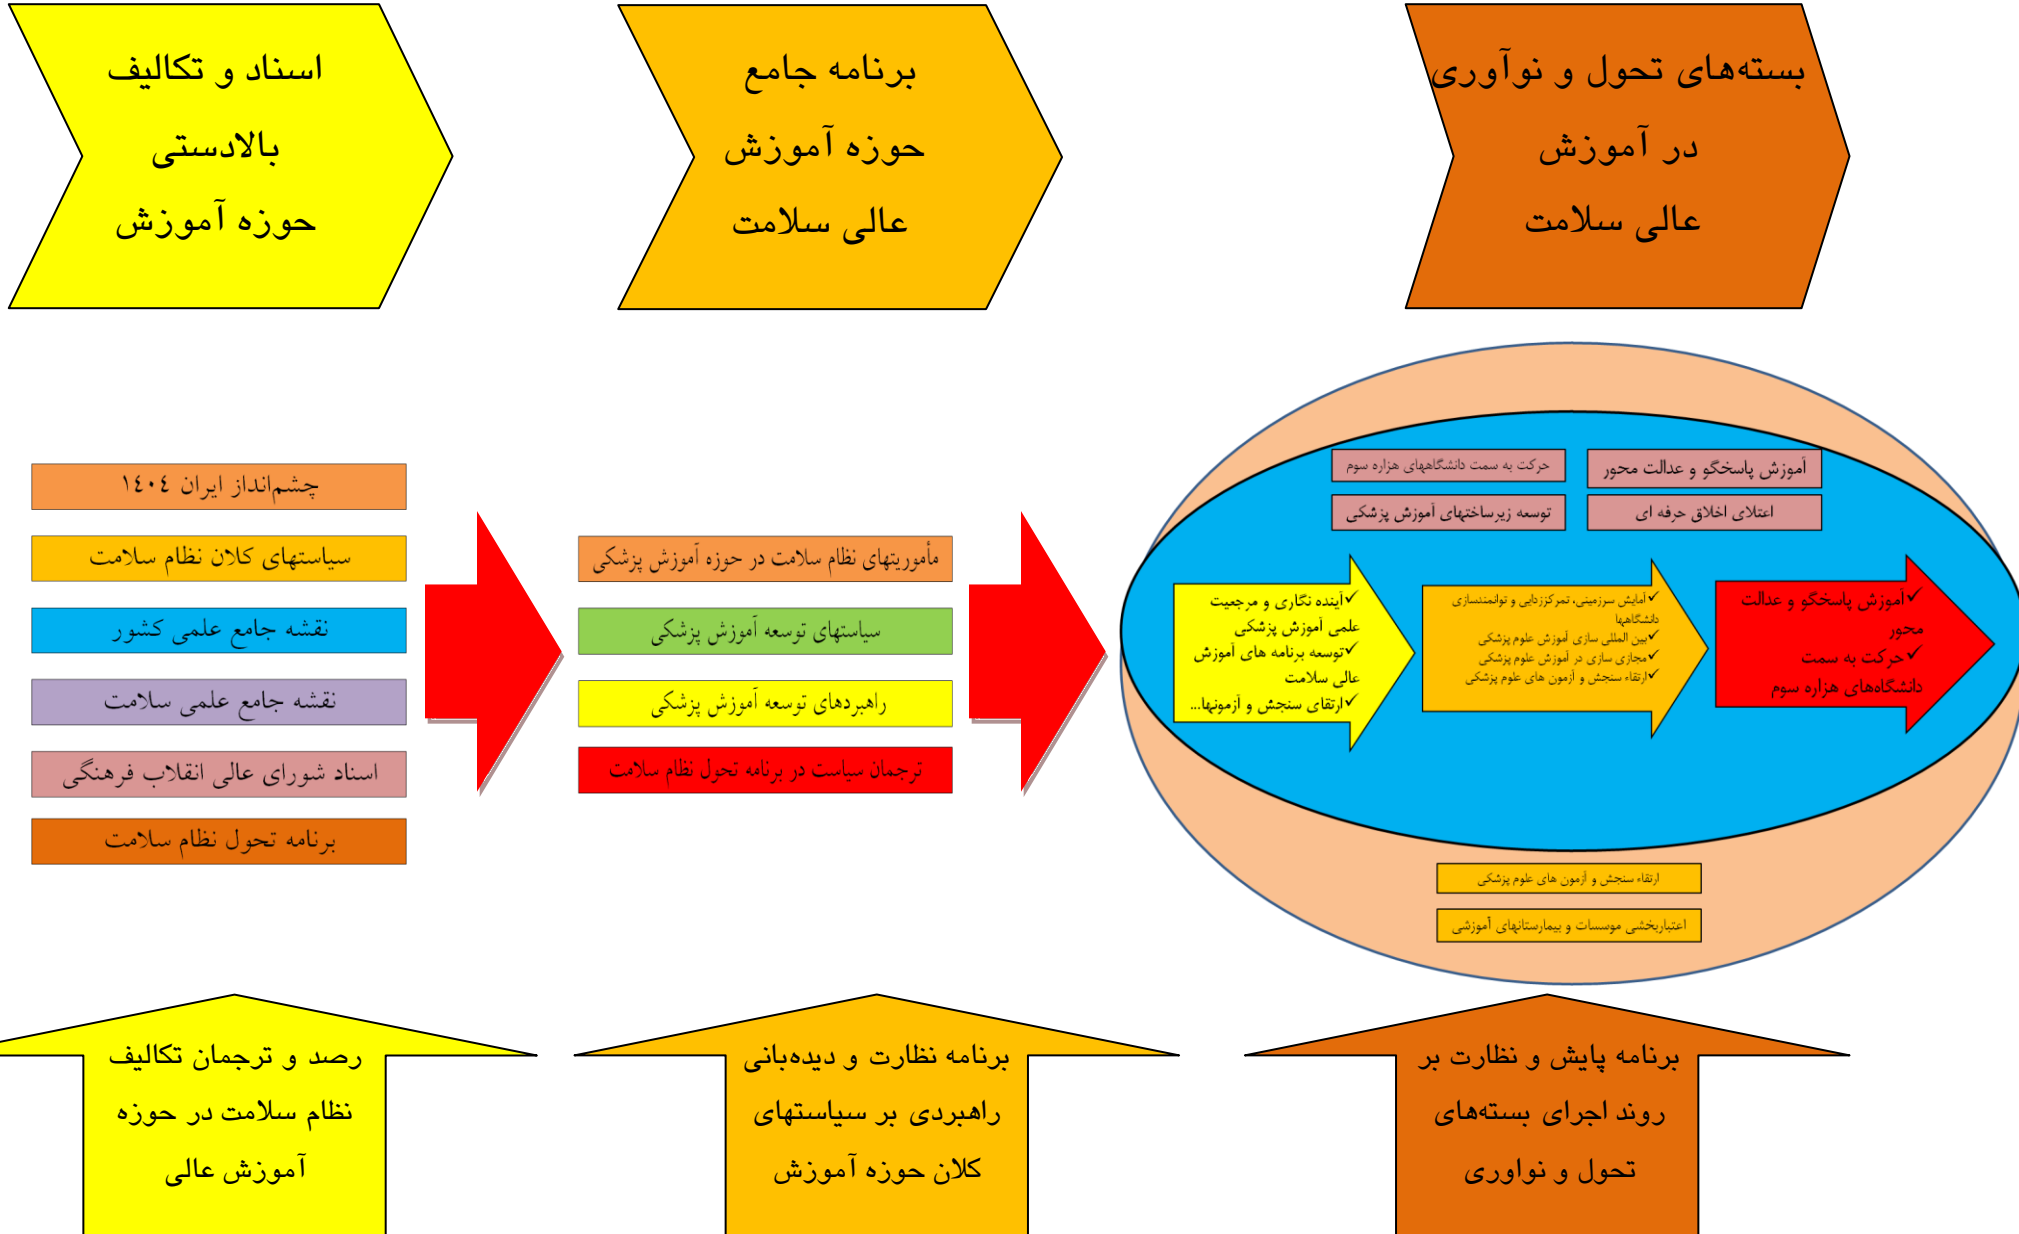 اسناد و تکالیف
بالادستی
حوزه آموزش
برنامه جامع
حوزه آموزش
عالی سلامت
بسته‌های تحول و نوآوری
در آموزش
عالی سلامت
چشم‌انداز ایران ١٤٠٤
سیاستهای کلان نظام سلامت
نقشه جامع علمی کشور
نقشه جامع علمی سلامت
اسناد شورای عالی انقلاب فرهنگی
برنامه تحول نظام سلامت
مأموریتهای نظام سلامت در حوزه آموزش پزشکی
سیاستهای توسعه آموزش پزشکی
راهبردهای توسعه آموزش پزشکی
ترجمان سیاست در برنامه تحول نظام سلامت
حرکت به سمت دانشگاههای هزاره سوم
آموزش پاسخگو و عدالت محور
توسعه زیرساختهای آموزش پزشکی
اعتلای اخلاق حرفه ای
✓آینده نگاری و مرجعیت
علمی آموزش پزشکی
✓توسعه برنامه های آموزش
عالی سلامت
✓ارتقای سنجش و آزمونها...
✓آمایش سرزمینی، تمرکززدایی و توانمندسازی
دانشگاهها
✓بین المللی سازی آموزش علوم پزشکی
✓مجازی سازی در آموزش علوم پزشکی
✓ارتقاء سنجش و آزمون های علوم پزشکی
✓آموزش پاسخگو و عدالت
محور
✓حرکت به سمت
دانشگاه‌های هزاره سوم
ارتقاء سنجش و آزمون های علوم پزشکی
اعتباربخشی موسسات و بیمارستانهای آموزشی
رصد و ترجمان تکالیف
نظام سلامت در حوزه
آموزش عالی
برنامه نظارت و دیده‌بانی
راهبردی بر سیاستهای
کلان حوزه آموزش
برنامه پایش و نظارت بر
روند اجرای بسته‌های
تحول و نواوری